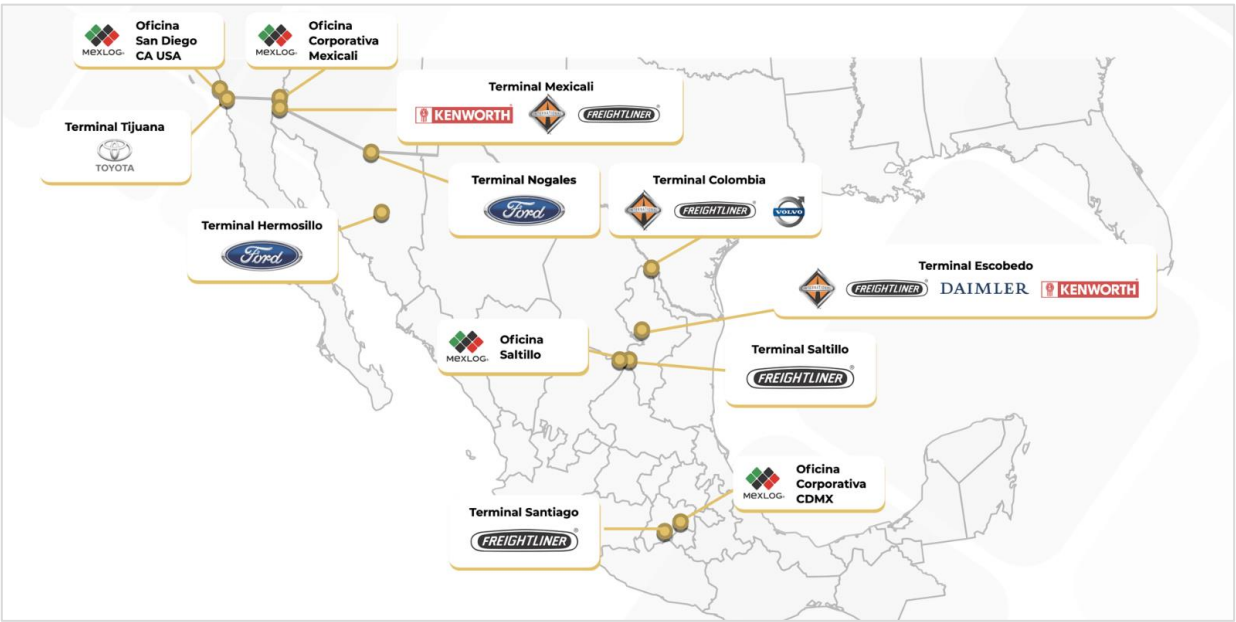 MEXLOG
Oficina
San Diego
CA USA
MEXLOG
Oficina
Corporativa
Mexicali
Terminal Mexicali
KENWORTH
FREIGHTLINER
Terminal Tijuana
TOYOTA
Terminal Nogales
Ford
Terminal Colombia
FREIGHTLINER
VOLVO
Terminal Hermosillo
Ford
Terminal Escobedo
FREIGHTLINER
DAIMLER
KENWORTH
MEXLOG
Oficina
Saltillo
Terminal Saltillo
FREIGHTLINER
MEXLOG
Oficina
Corporativa
CDMX
Terminal Santiago
FREIGHTLINER